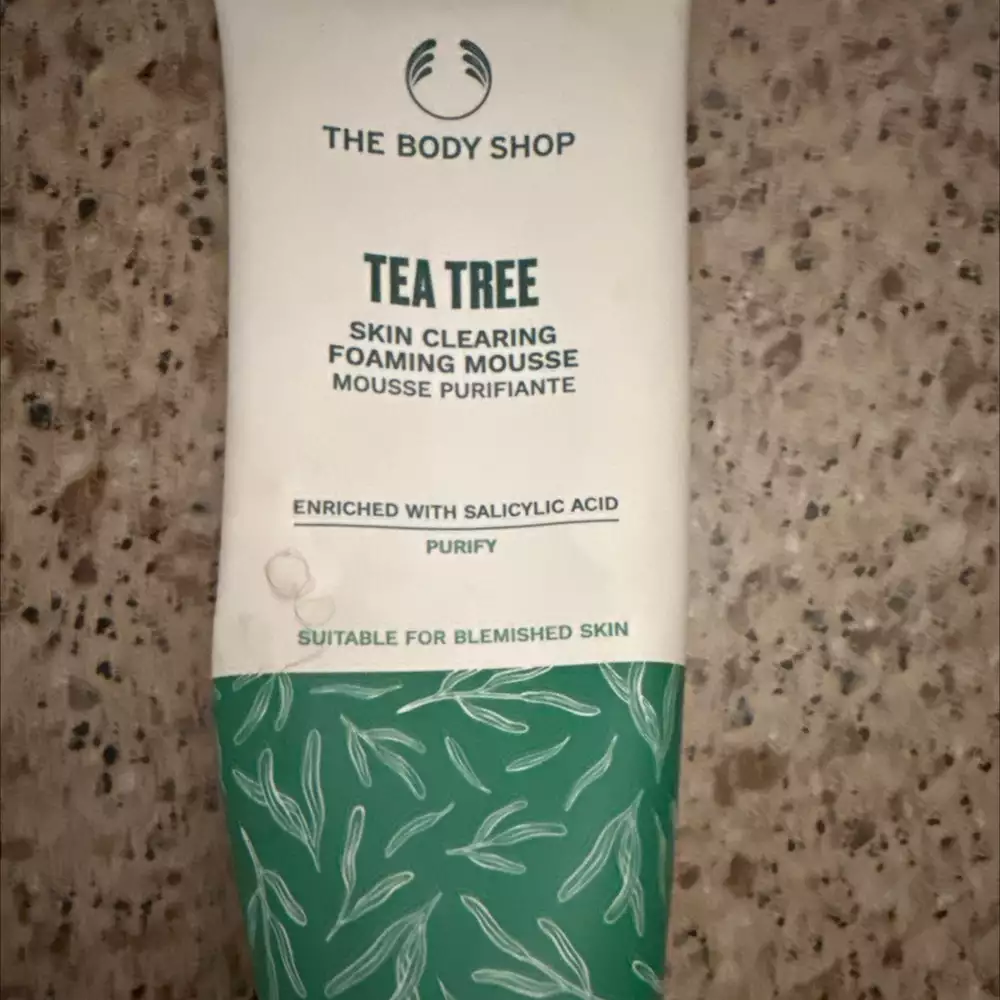 THE BODY SHOP
TEA TREE
SKIN CLEARING
FOAMING MOUSSE
MOUSSE PURIFIANTE
ENRICHED WITH SALICYLIC ACID
PURIFY
SUITABLE FOR BLEMISHED SKIN